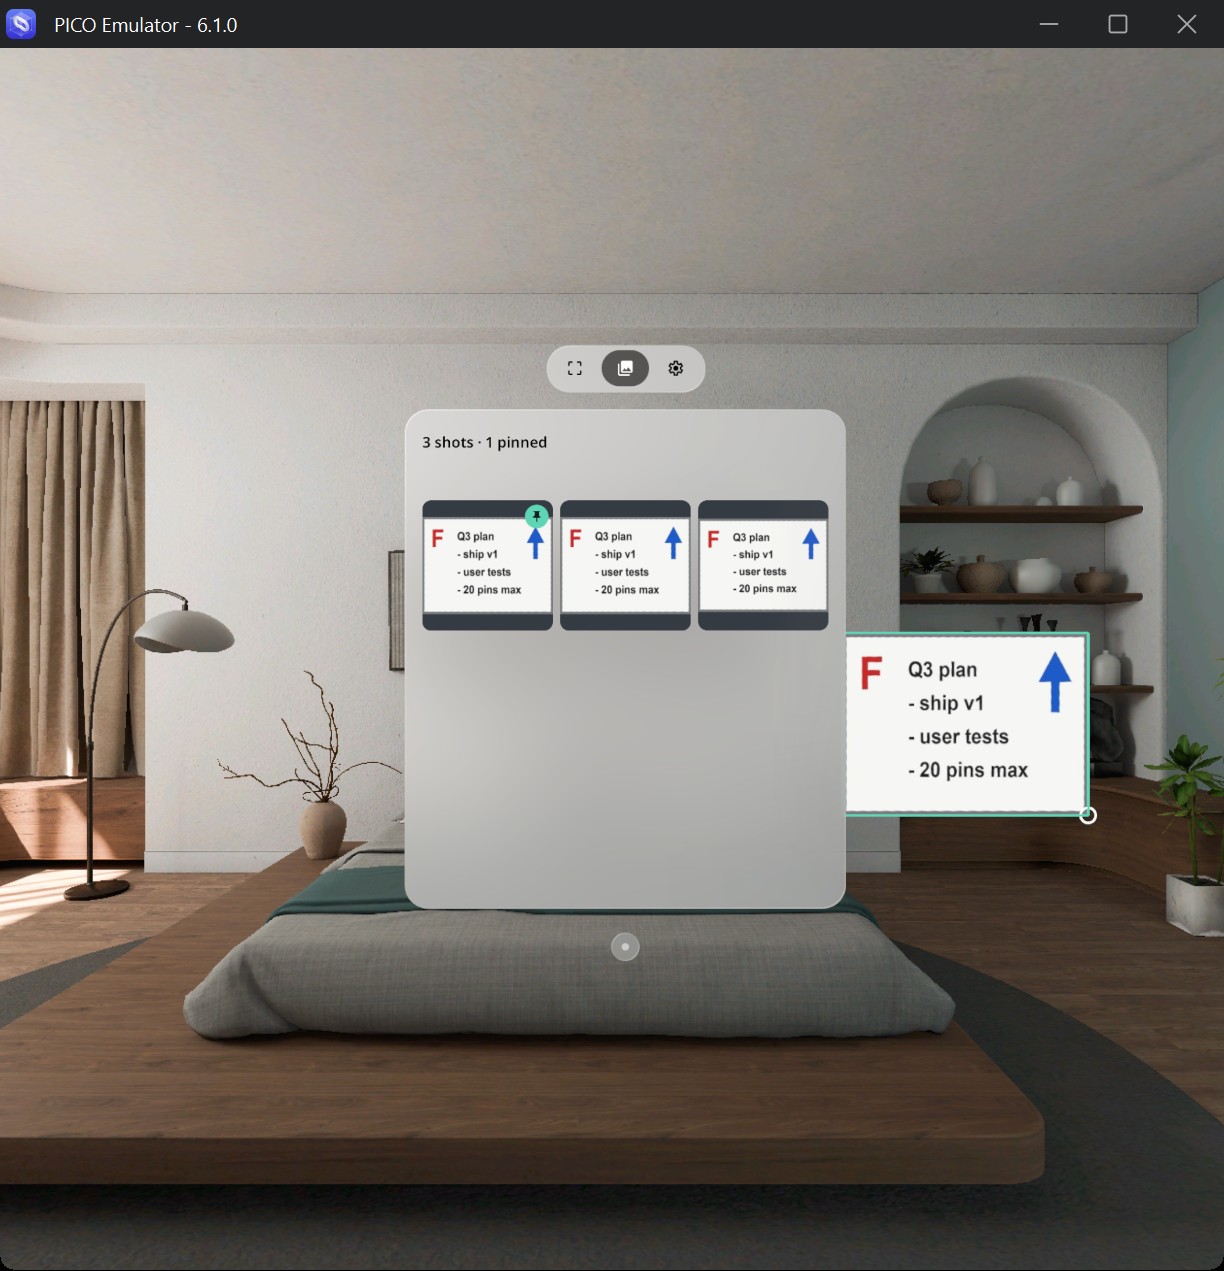 PICO Emulator - 6.1.0
3 shots · 1 pinned
F
Q3 plan
- ship v1
- user tests
- 20 pins max
F
Q3 plan
- ship v1
- user tests
- 20 pins max
F
Q3 plan
- ship v1
- user tests
- 20 pins max
F
Q3 plan
- ship v1
- user tests
- 20 pins max